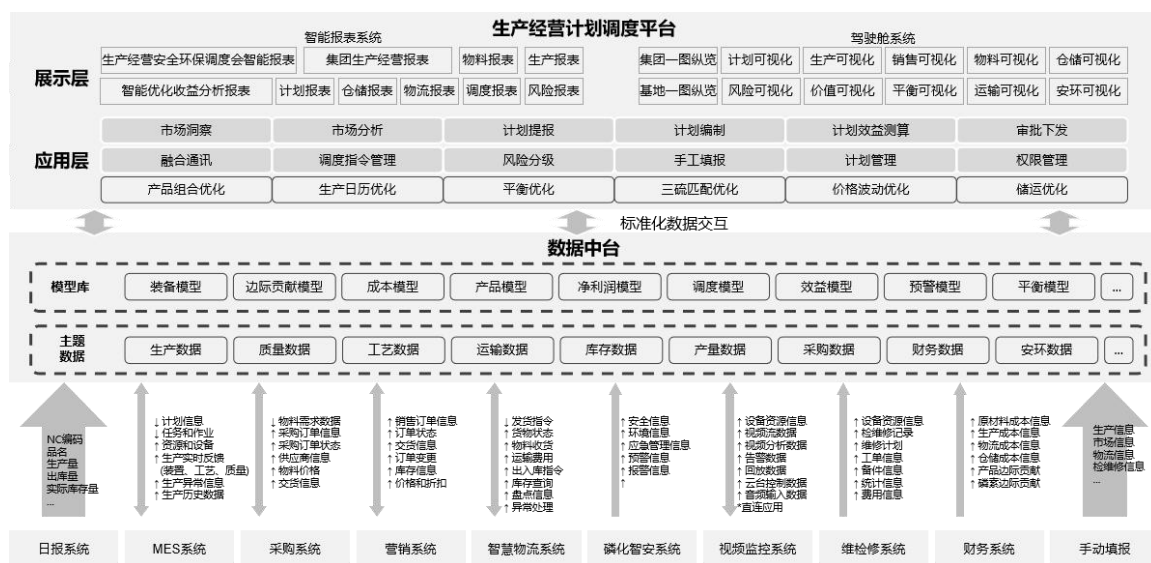 生产经营计划调度平台
智能报表系统
驾驶舱系统
展示层
生产经营安全环保调度会智能报表 集团生产经营报表 物料报表 生产报表 集团一图纵览 计划可视化 生产可视化 销售可视化 物料可视化 仓储可视化
智能优化收益分析报表 计划报表 仓储报表 物流报表 调度报表 风险报表 基地一图纵览 风险可视化 价值可视化 平衡可视化 运输可视化 安环可视化
应用层
市场洞察 市场分析 计划提报 计划编制 计划效益测算 审批下发
融合通讯 调度指令管理 风险分级 手工填报 计划管理 权限管理
产品组合优化 生产日历优化 平衡优化 三硫匹配优化 价格波动优化 储运优化
标准化数据交互
数据中台
模型库 装备模型 边际贡献模型 成本模型 产品模型 净利润模型 调度模型 效益模型 预警模型 平衡模型 ...
主题
数据
生产数据 质量数据 工艺数据 运输数据 库存数据 产量数据 采购数据 财务数据 安环数据 ...
NC编码
品名
生产量
出库量
实际库存量
...
↓计划信息
↓任务和作业
↑资源和设备
↑生产实时反馈
(装置、工艺、质量)
↑生产异常信息
↑生产历史数据
↓物料需求数据
↑采购订单信息
↑采购订单状态
↑供应商信息
↑物料价格
↑交货信息
↑销售订单信息
↑订单状态
↑交货信息
↑订单变更
↑库存信息
↑价格和折扣
↓发货指令
↑货物状态
↑物料收货
↑运输费用
↑出入库指令
↑库存查询
↑盘点信息
↑异常处理
↑安全信息
↑环境信息
↑应急管理信息
↑预警信息
↑报警信息
↑
↑设备资源信息
↑视频流数据
↑视频分析数据
↑告警数据
↑回放数据
↑云台控制数据
↑音频输入数据
*直连应用
↑设备资源信息
↑检维修记录
↑维修计划
↑工单信息
↑备件信息
↑统计信息
↑费用信息
↑原材料成本信息
↑生产成本信息
↑物流成本信息
↑仓储成本信息
↑产品边际贡献
↑磷素边际贡献
生产信息
市场信息
物流信息
检维修信息
...
日报系统 MES系统 采购系统 营销系统 智慧物流系统 磷化智安系统 视频监控系统 维检修系统 财务系统 手动填报